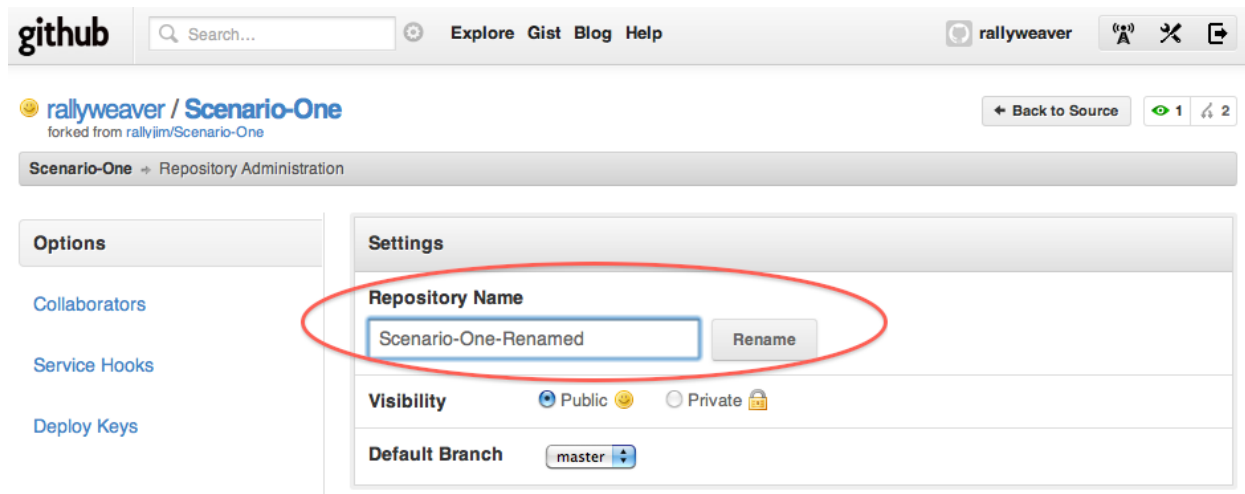 github Search... Explore Gist Blog Help rallyweaver
rallyweaver / Scenario-One Back to Source 1 2
forked from rallyjim/Scenario-One
Scenario-One Repository Administration
Options Settings
Repository Name
Collaborators
Scenario-One-Renamed Rename
Service Hooks
Visibility Public Private
Deploy Keys
Default Branch master